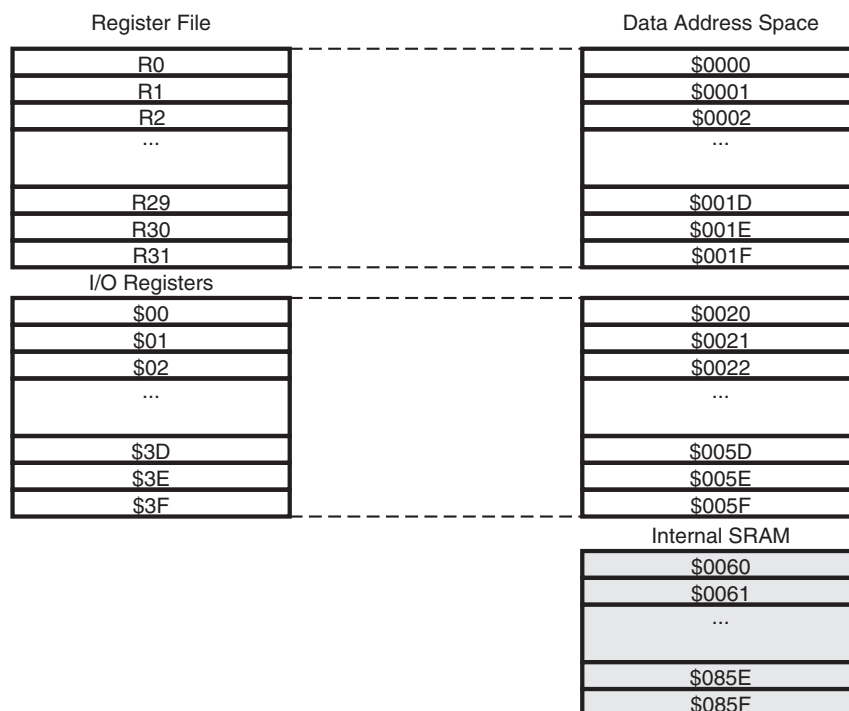 Register File
Data Address Space
R0
$0000
R1
$0001
R2
$0002
...
...
R29
$001D
R30
$001E
R31
$001F
I/O Registers
$00
$0020
$01
$0021
$02
$0022
...
...
$3D
$005D
$3E
$005E
$3F
$005F
Internal SRAM
$0060
$0061
...
$085E
$085F